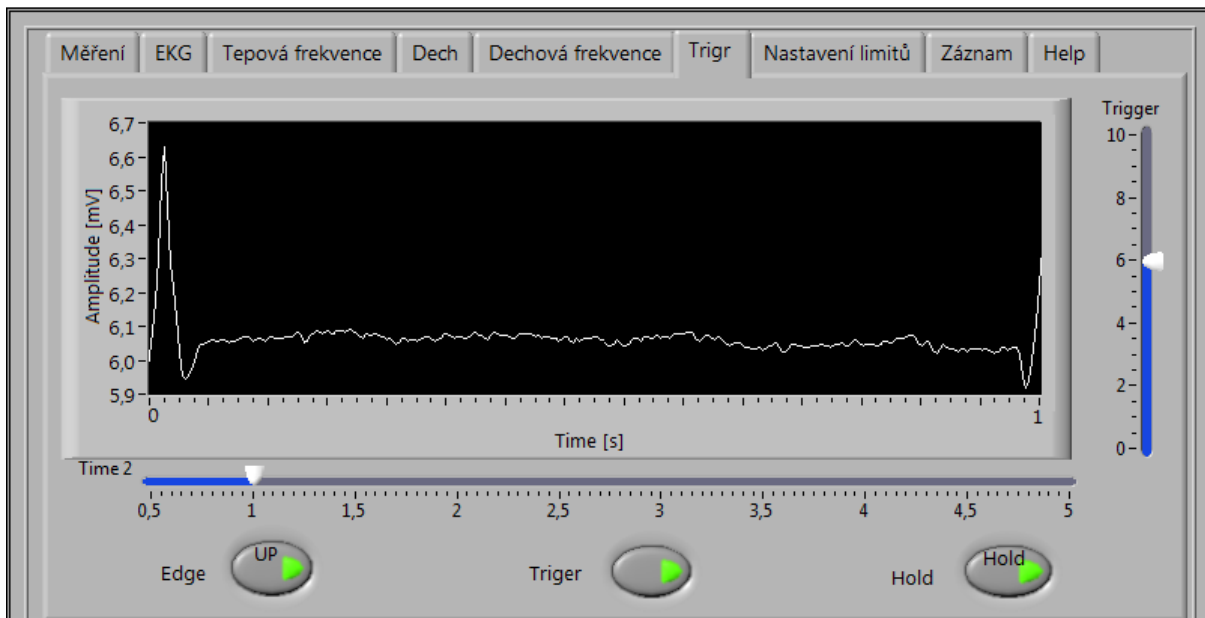 Měření EKG Tepová frekvence Dech Dechová frekvence Trigr Nastavení limitů Záznam Help
Trigger
Amplitude [mV]
6,7
6,6
6,5
6,4
6,3
6,2
6,1
6,0
5,9
0 1
Time [s]
10
8
6
4
2
0
Time 2
0,5 1 1,5 2 2,5 3 3,5 4 4,5 5
Edge UP Triger Hold Hold